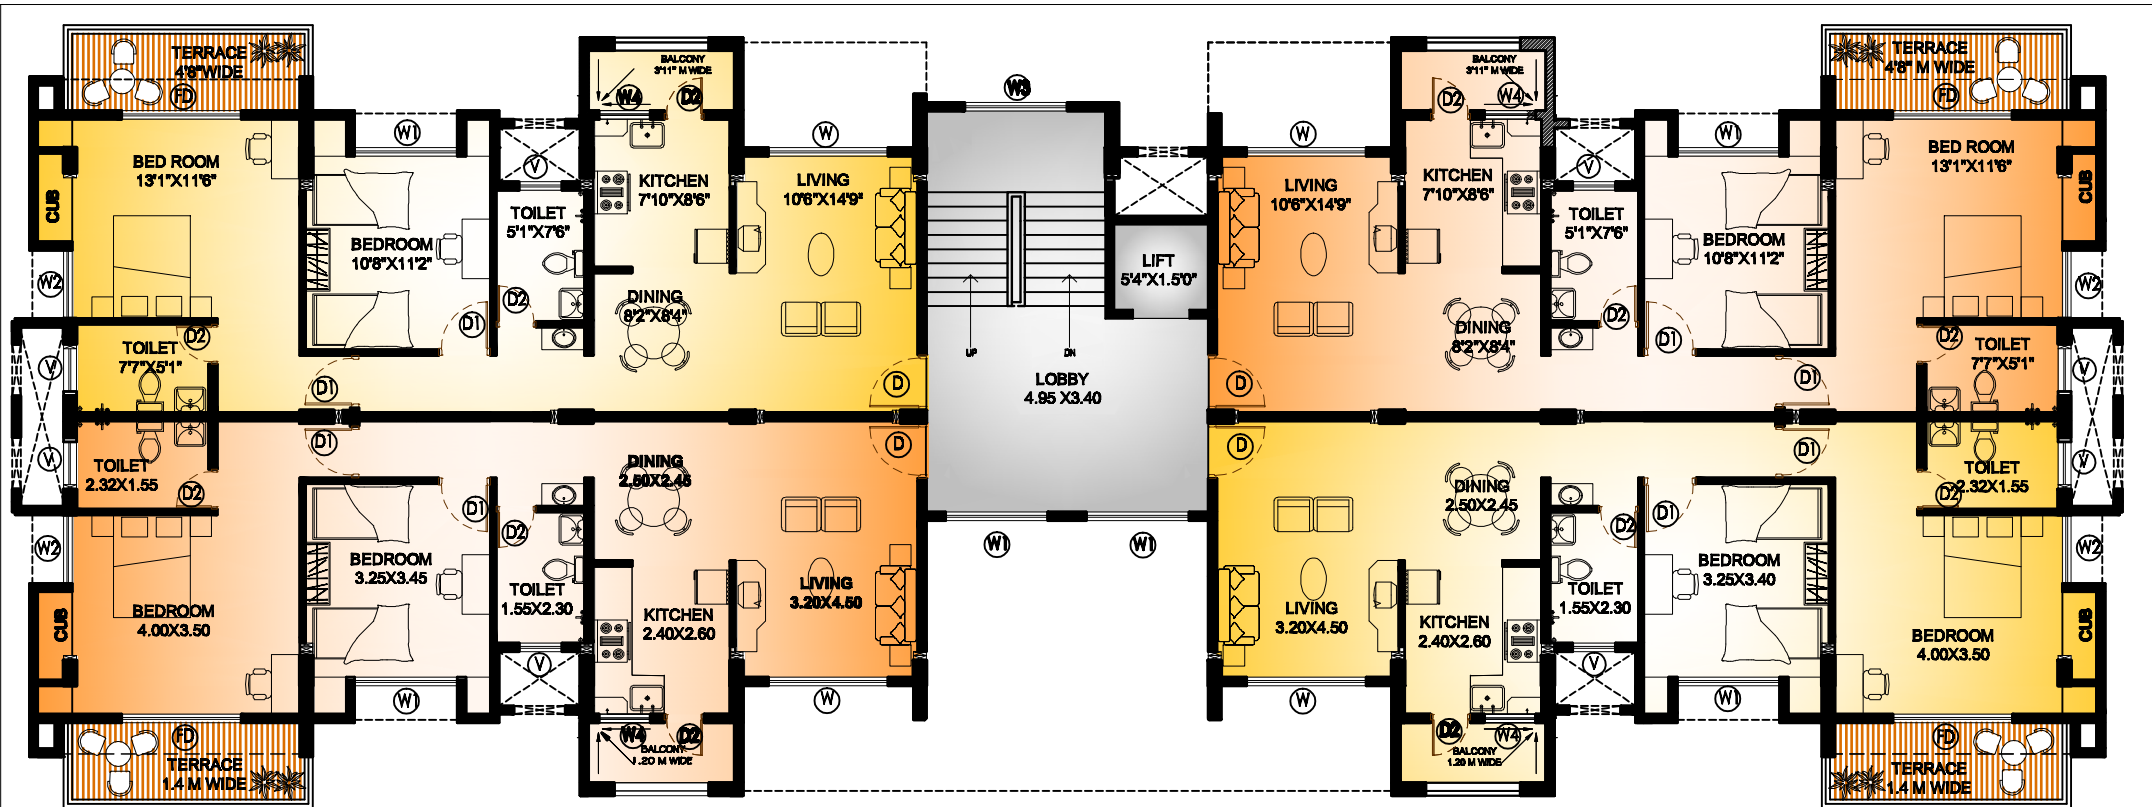 TERRACE
4'8"WIDE
FD
BALCONY
3'11" M WIDE
W4
D2
W3
BALCONY
3'11" M WIDE
D2
W4
TERRACE
4'8" M WIDE
FD
W1
W
W
W1
BED ROOM
13'1"X11'6"
CUB
V
KITCHEN
7'10"X8'6"
LIVING
10'6"X14'9"
LIVING
10'6"X14'9"
KITCHEN
7'10"X8'6"
V
BED ROOM
13'1"X11'6"
CUB
BEDROOM
10'8"X11'2"
TOILET
5'1"X7'6"
TOILET
5'1"X7'6"
BEDROOM
10'8"X11'2"
LIFT
5'4"X1.5'0"
W2
D2
D1
DINING
8'2"X8'4"
DINING
8'2"X8'4"
D2
D1
W2
TOILET
7'7"X5'1"
D2
V
D1
D
UP
DN
LOBBY
4.95 X3.40
D
D1
D2
TOILET
7'7"X5'1"
V
V
TOILET
2.32X1.55
D2
D1
D
D
D1
TOILET
2.32X1.55
D2
V
DINING
2.50X2.45
DINING
2.50X2.45
W2
D1
D2
W1
W1
D2
D1
W2
BEDROOM
3.25X3.45
TOILET
1.55X2.30
LIVING
3.20X4.50
LIVING
3.20X4.50
TOILET
1.55X2.30
BEDROOM
3.25X3.40
CUB
BEDROOM
4.00X3.50
KITCHEN
2.40X2.60
KITCHEN
2.40X2.60
BEDROOM
4.00X3.50
CUB
V
V
W1
W
W
W1
FD
TERRACE
1.4 M WIDE
W4
D2
BALCONY
1.20 M WIDE
D2
W4
BALCONY
1.20 M WIDE
FD
TERRACE
1.4 M WIDE